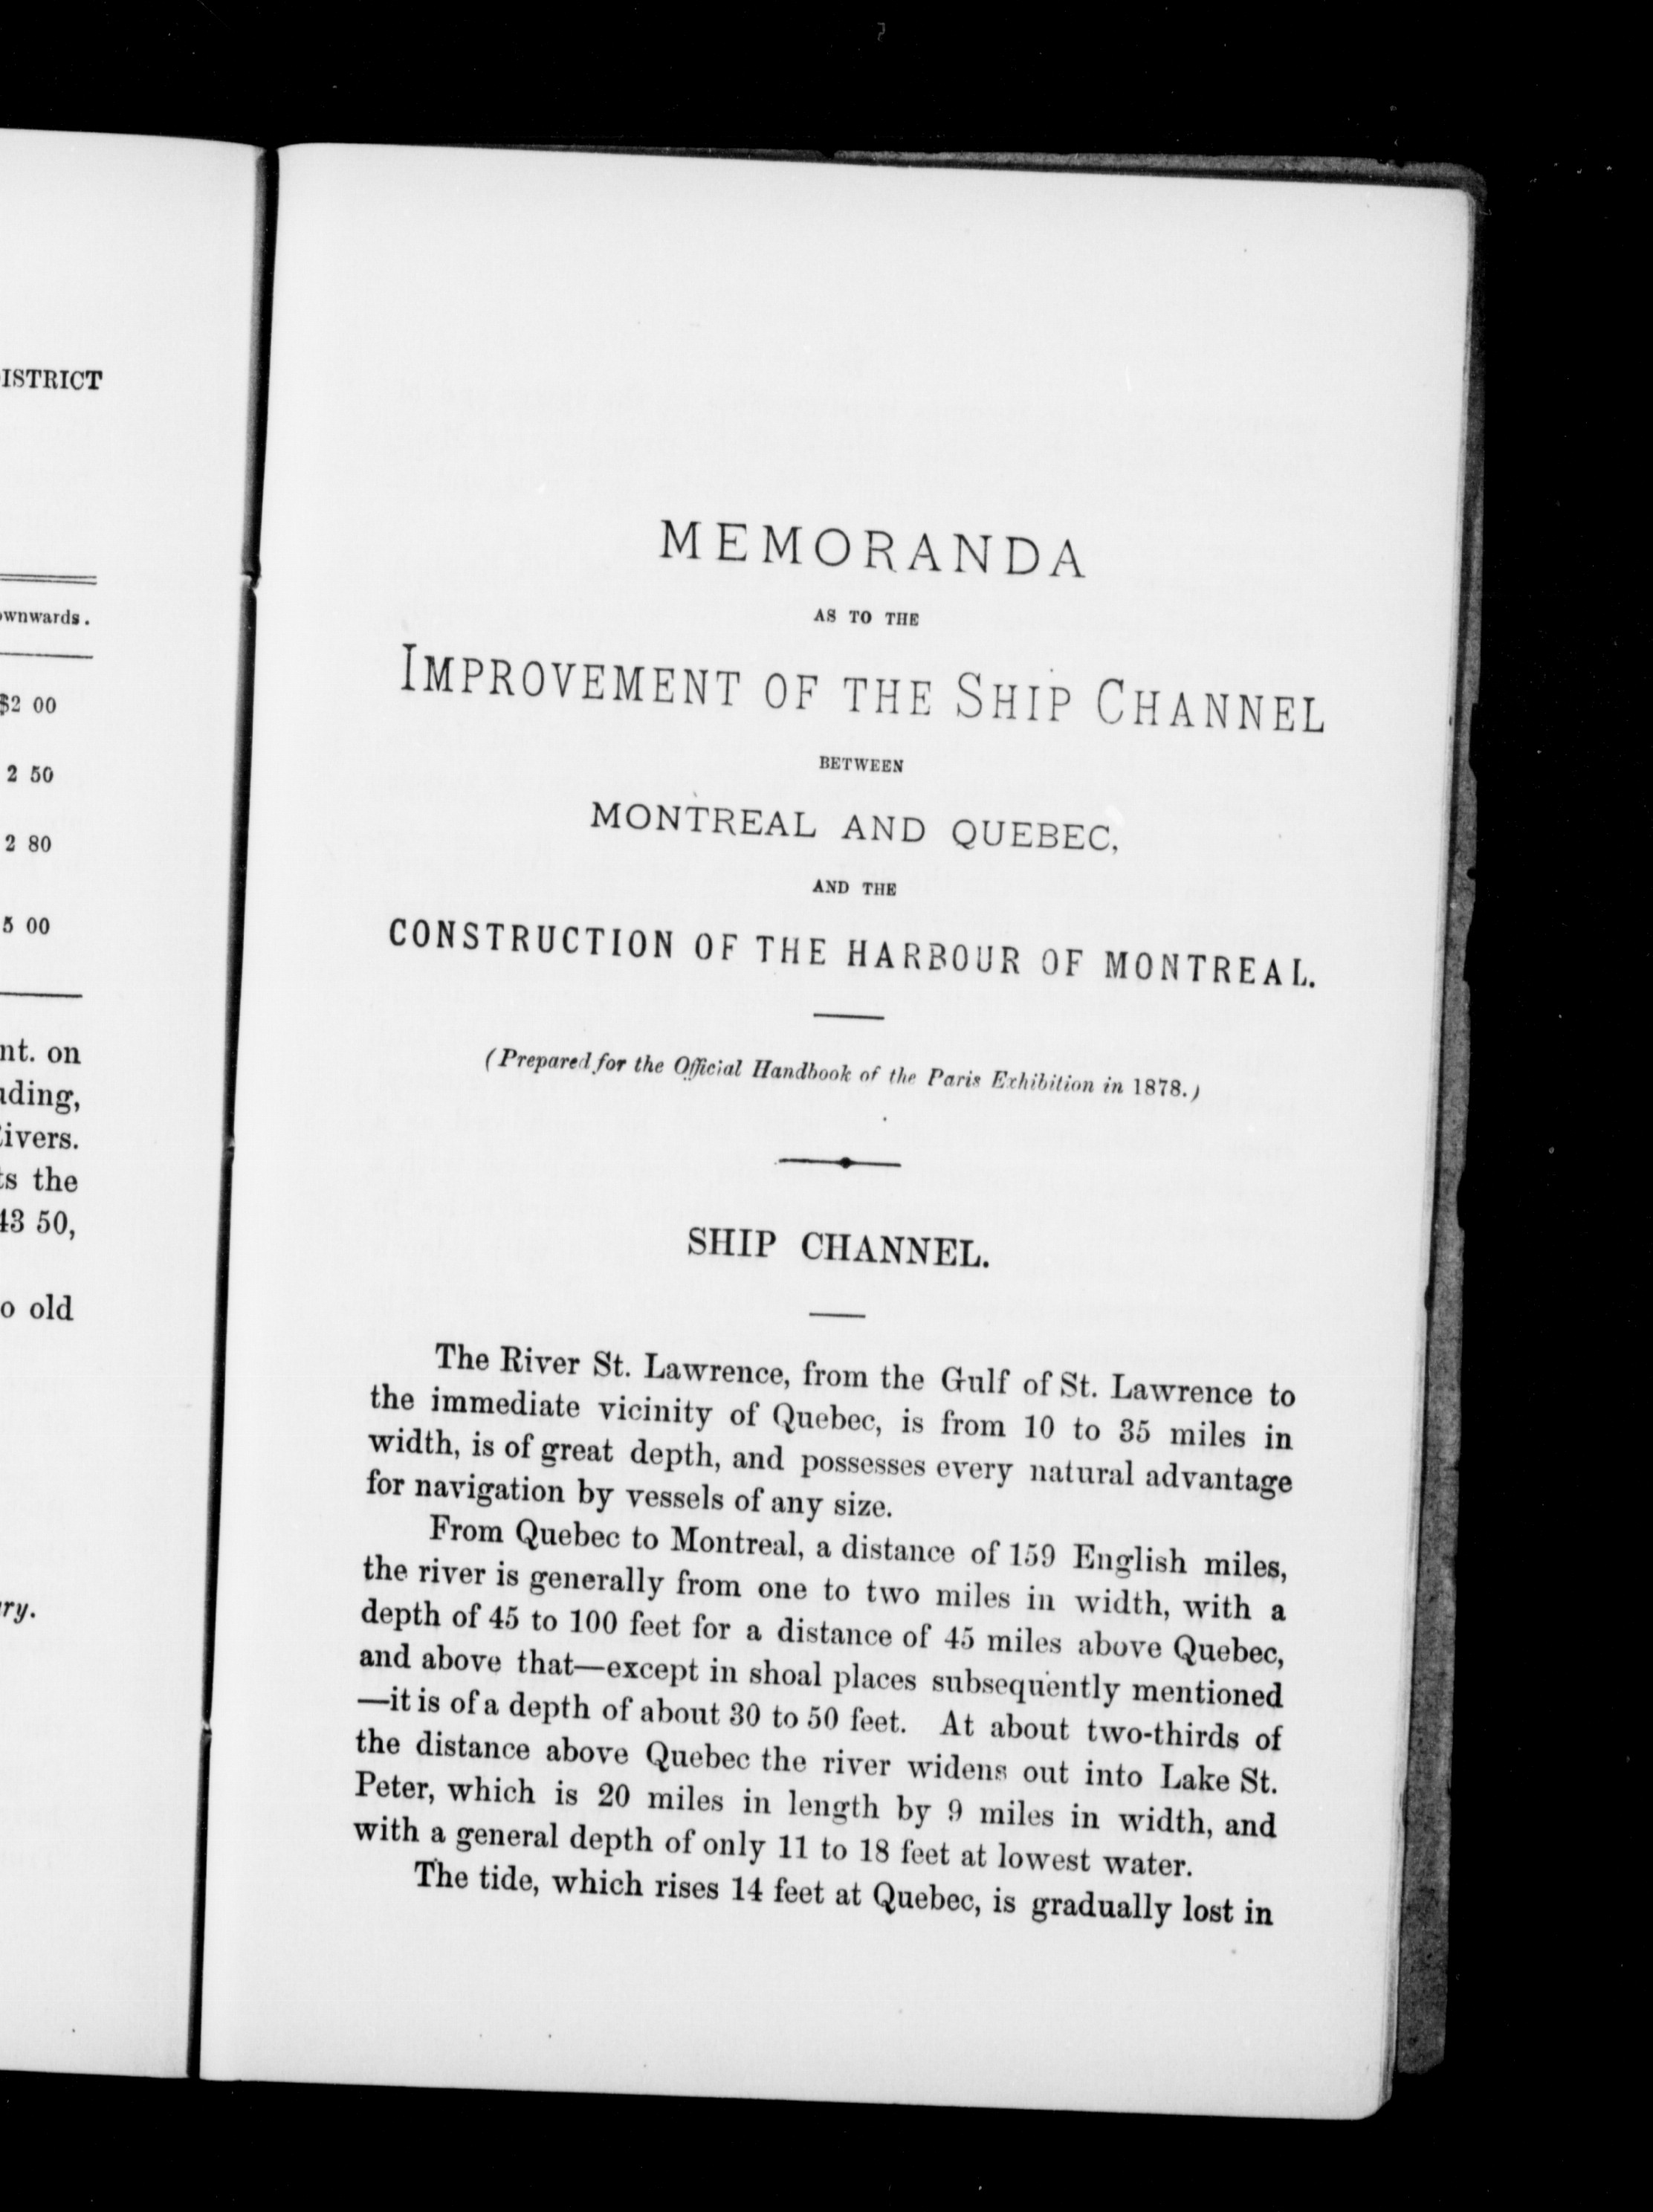 ISTRICT
wnwards.
$2 00
2 50
2 80
5 00
nt. on
ding,
ivers.
s the
43 50,
o old
ry.
MEMORANDA
AS TO THE
IMPROVEMENT OF THE SHIP CHANNEL
BETWEEN
MONTREAL AND QUEBEC,
AND THE
CONSTRUCTION OF THE HARBOUR OF MONTREAL.
(Prepared for the Official Handbook of the Paris Exhibition in 1878.)
SHIP CHANNEL.
The River St. Lawrence, from the Gulf of St. Lawrence to
the immediate vicinity of Quebec, is from 10 to 35 miles in
width, is of great depth, and possesses every natural advantage
for navigation by vessels of any size.
From Quebec to Montreal, a distance of 159 English miles,
the river is generally from one to two miles in width, with a
depth of 45 to 100 feet for a distance of 45 miles above Quebec,
and above that—except in shoal places subsequently mentioned
—it is of a depth of about 30 to 50 feet. At about two-thirds of
the distance above Quebec the river widens out into Lake St.
Peter, which is 20 miles in length by 9 miles in width, and
with a general depth of only 11 to 18 feet at lowest water.
The tide, which rises 14 feet at Quebec, is gradually lost in